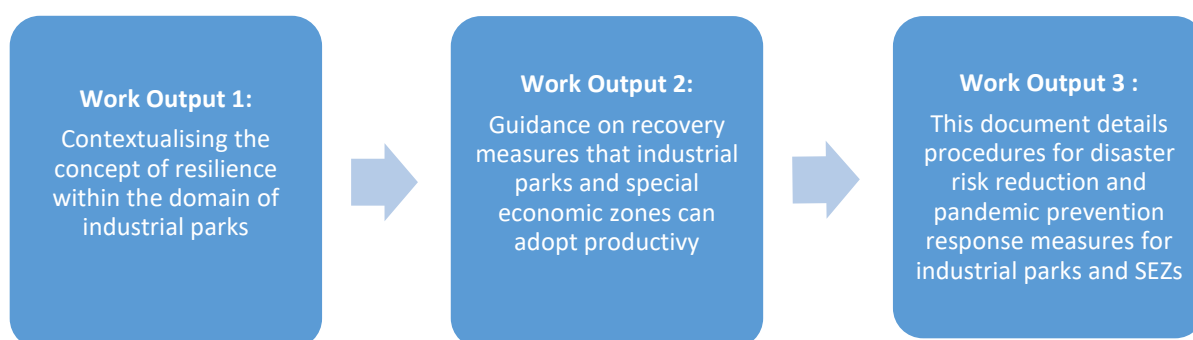 Work Output 1:
Contextualising the
concept of resilience
within the domain of
industrial parks
Work Output 2:
Guidance on recovery
measures that industrial
parks and special
economic zones can
adopt productivy
Work Output 3 :
This document details
procedures for disaster
risk reduction and
pandemic prevention
response measures for
industrial parks and SEZs